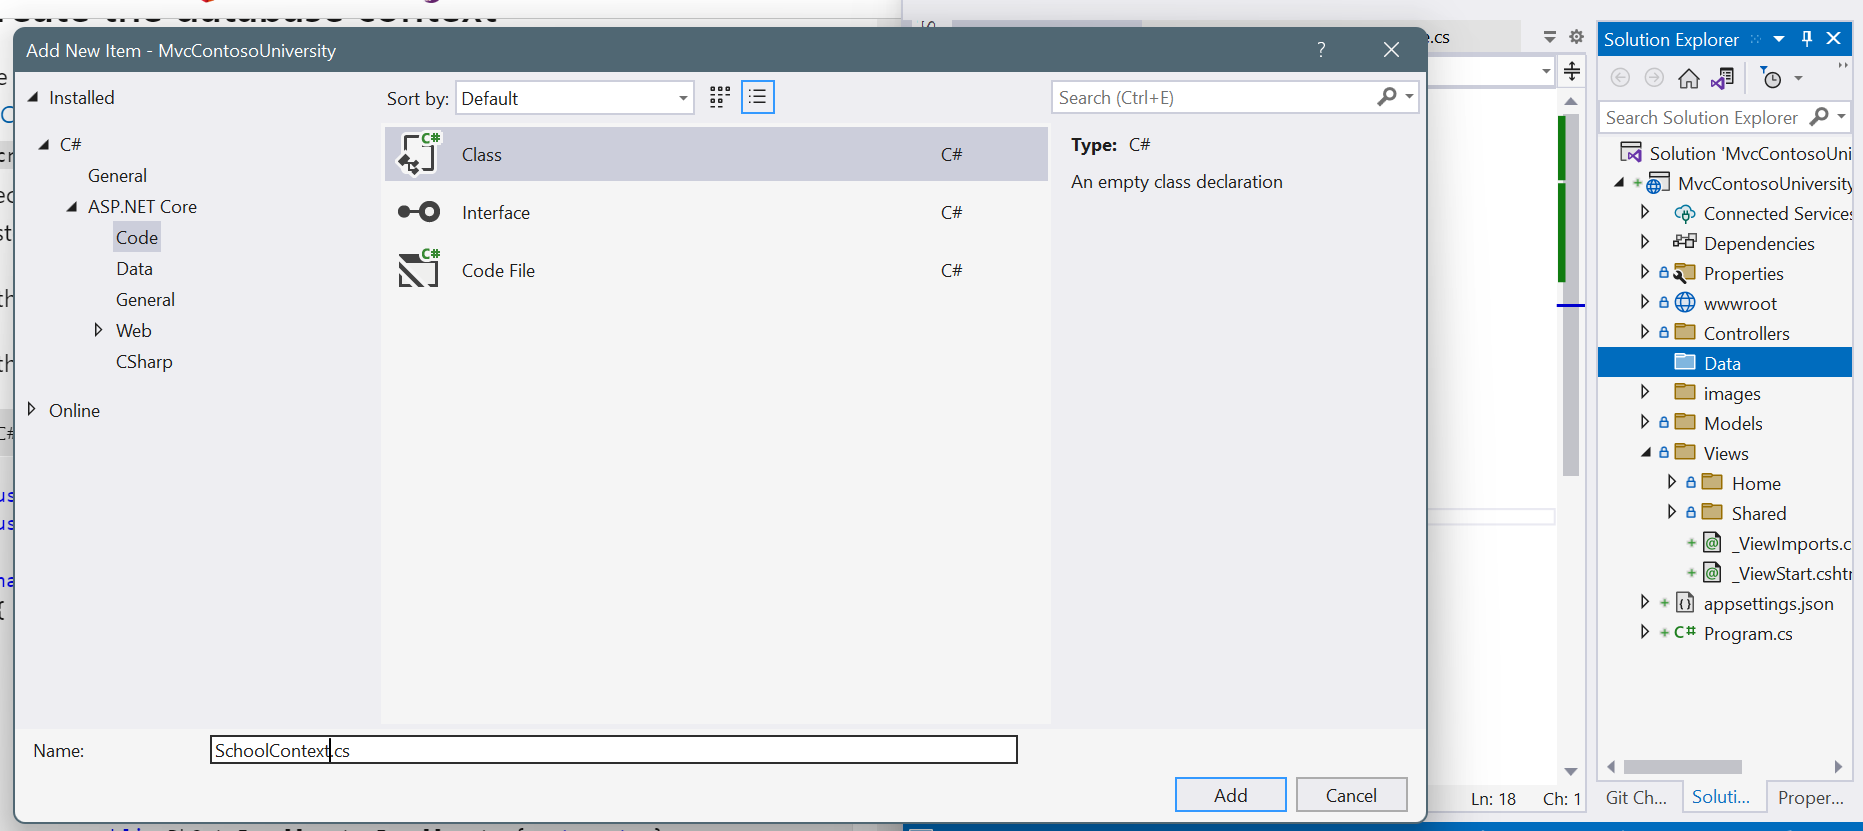 Add New Item - MvcContosoUniversity
?
Installed
C#
General
ASP.NET Core
Code
Data
General
Web
CSharp
Online
Sort by:
Default
Search (Ctrl+E)
C#
Class
C#
Interface
C#
C#
Code File
C#
Type: C#
An empty class declaration
Name:
SchoolContext.cs
Add
Cancel
Ln: 18
Ch: 1
Solution Explorer
Search Solution Explorer
Solution 'MvcContosoUni
MvcContosoUniversity
Connected Services
Dependencies
Properties
wwwroot
Controllers
Data
images
Models
Views
Home
Shared
_ViewImports.c
_ViewStart.cshtn
appsettings.json
C# Program.cs
Git Ch...
Soluti...
Proper...